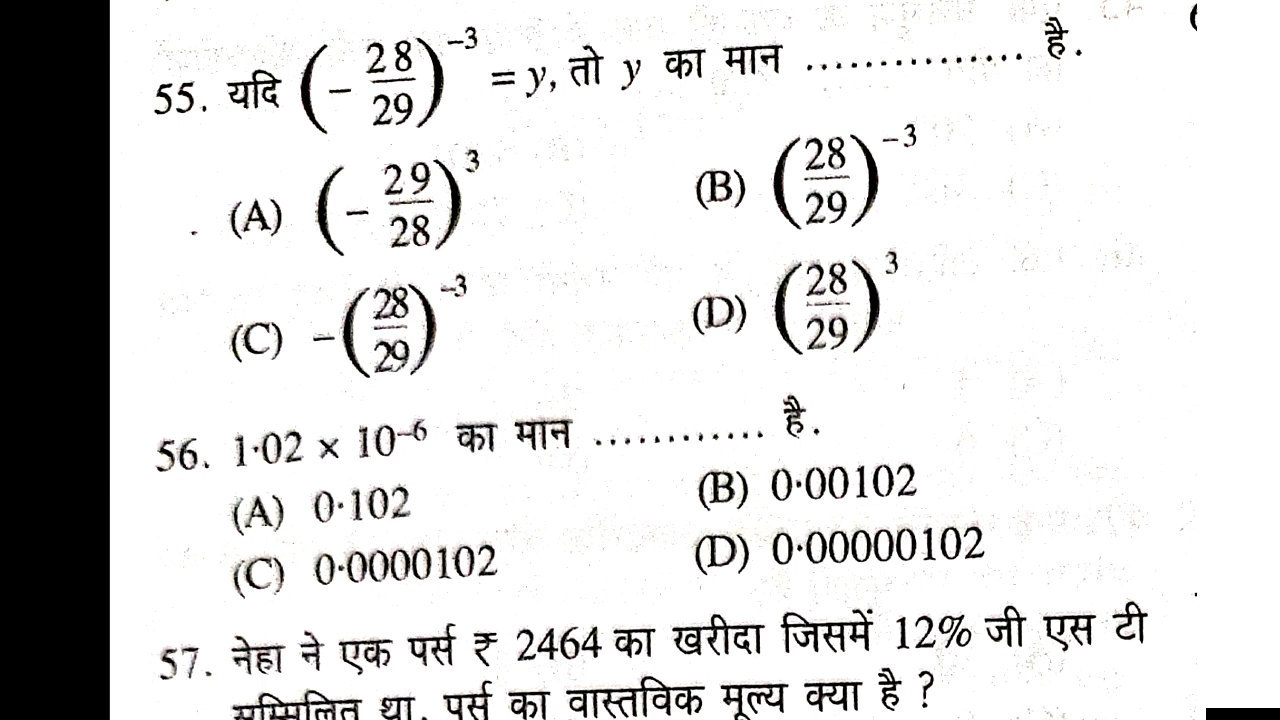 55. यदि (- 28/29)^-3 = y, तो y का मान ............... है.
(A) (- 29/28)^3 (B) (28/29)^-3
(C) -(28/29)^-3 (D) (28/29)^3
56. 1·02 × 10^-6 का मान ............ है.
(A) 0·102 (B) 0·00102
(C) 0·0000102 (D) 0·00000102
57. नेहा ने एक पर्स ₹ 2464 का खरीदा जिसमें 12% जी एस टी
सम्मिलित था. पर्स का वास्तविक मूल्य क्या है ?